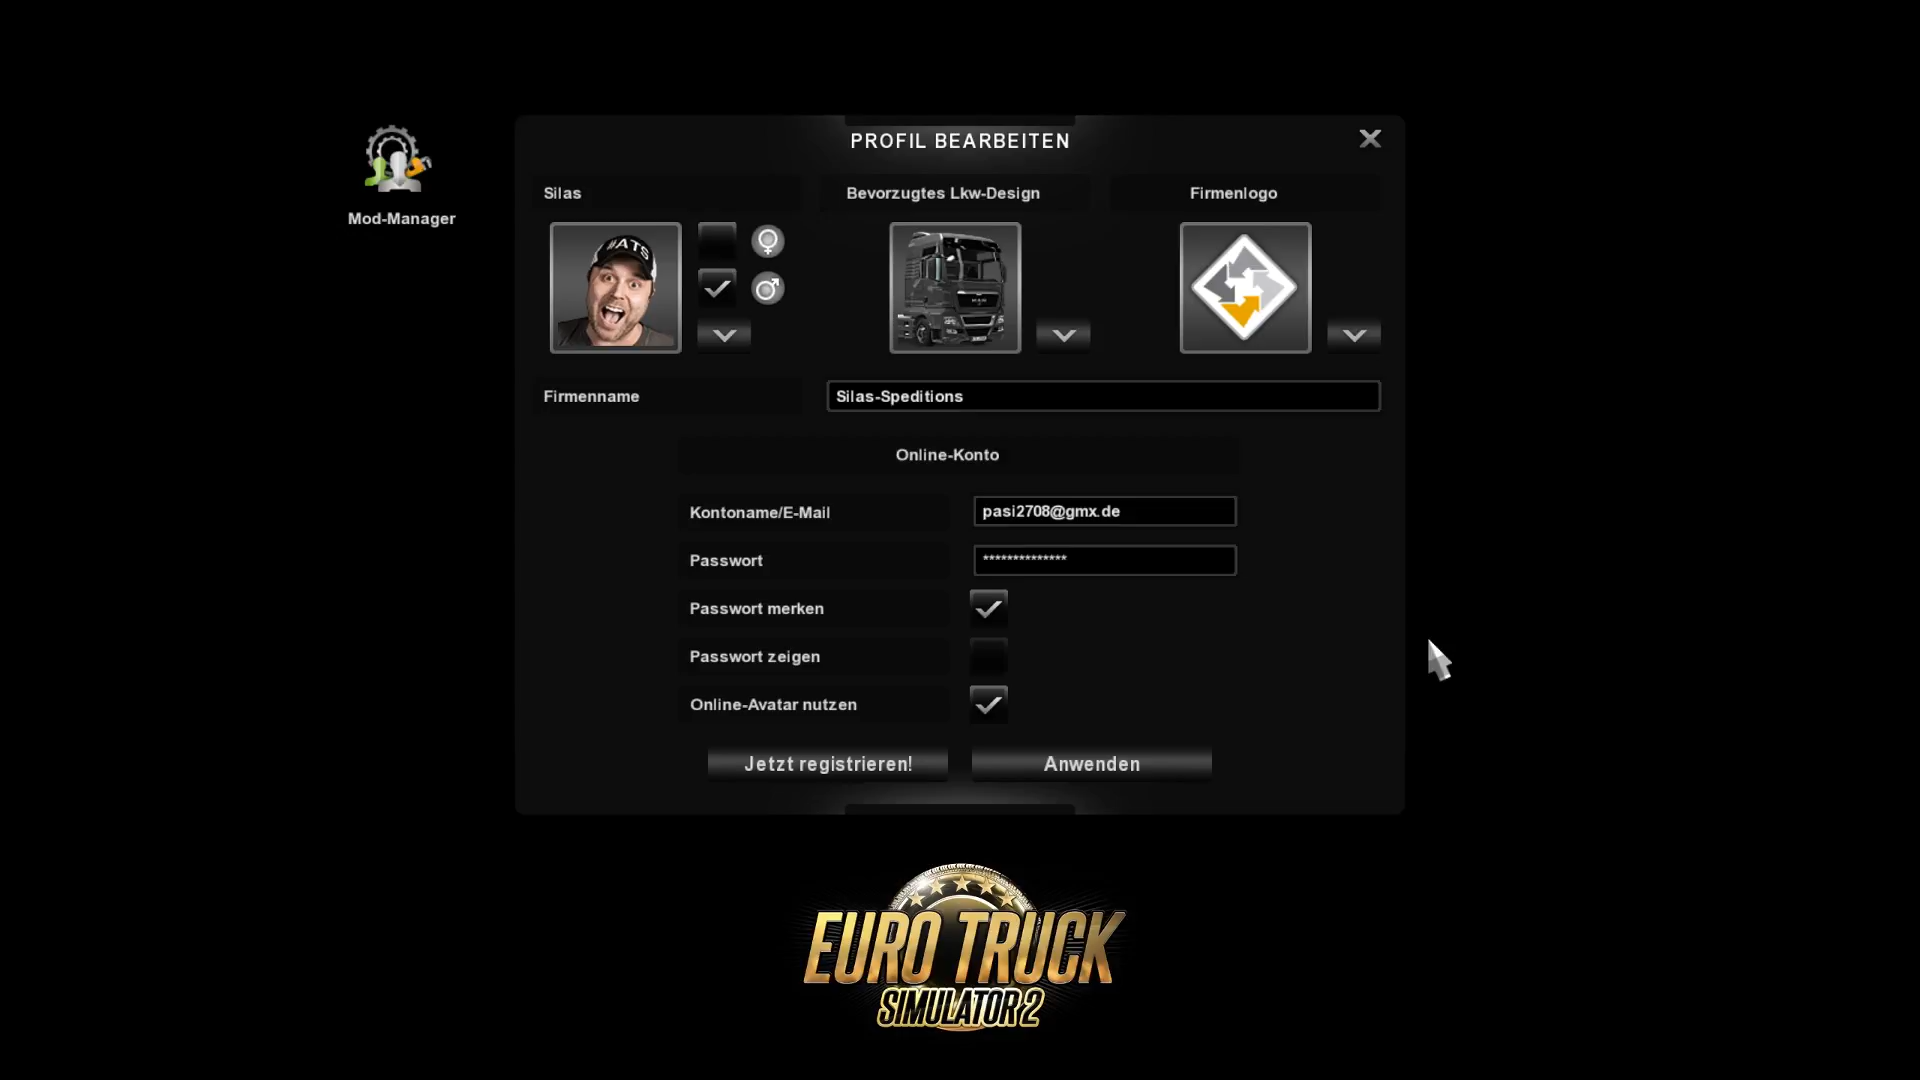 PROFIL BEARBEITEN
Mod-Manager
Silas
Bevorzugtes Lkw-Design
Firmenlogo
#ATS
Firmenname
Silas-Speditions
Online-Konto
Kontoname/E-Mail
pasi2708@gmx.de
Passwort
**************
Passwort merken
Passwort zeigen
Online-Avatar nutzen
Jetzt registrieren!
Anwenden
EURO TRUCK
SIMULATOR 2